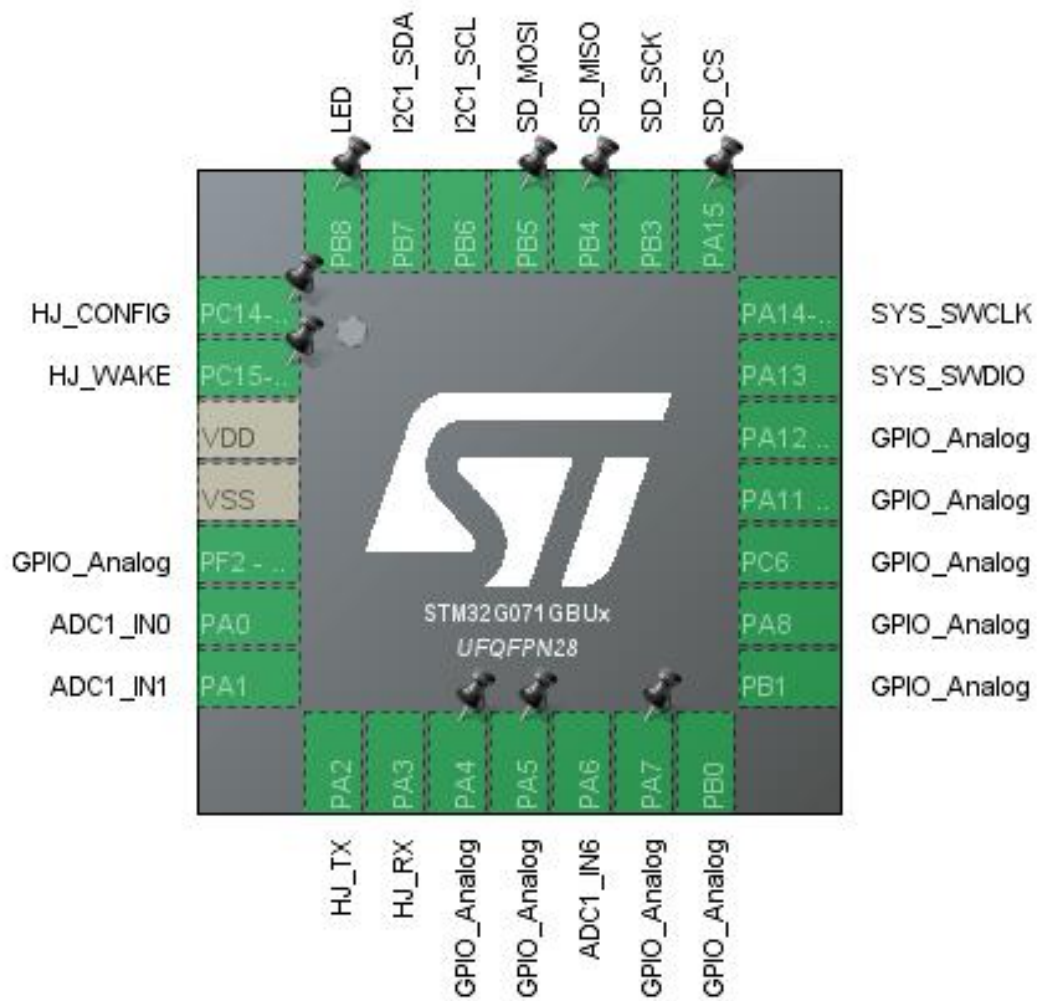 LED
I2C1_SDA
I2C1_SCL
SD_MOSI
SD_MISO
SD_SCK
SD_CS
PB8
PB7
PB6
PB5
PB4
PB3
PA15
HJ_CONFIG
PC14-..
HJ_WAKE
PC15-..
VDD
VSS
GPIO_Analog
PF2 - ..
ADC1_IN0
PA0
ADC1_IN1
PA1
PA14-..
SYS_SWCLK
PA13
SYS_SWDIO
PA12 ..
GPIO_Analog
PA11 ..
GPIO_Analog
PC6
GPIO_Analog
PA8
GPIO_Analog
PB1
GPIO_Analog
ST
STM32G071GBUx
UFQFPN28
PA2
PA3
PA4
PA5
PA6
PA7
PB0
HJ_TX
HJ_RX
GPIO_Analog
GPIO_Analog
ADC1_IN6
GPIO_Analog
GPIO_Analog